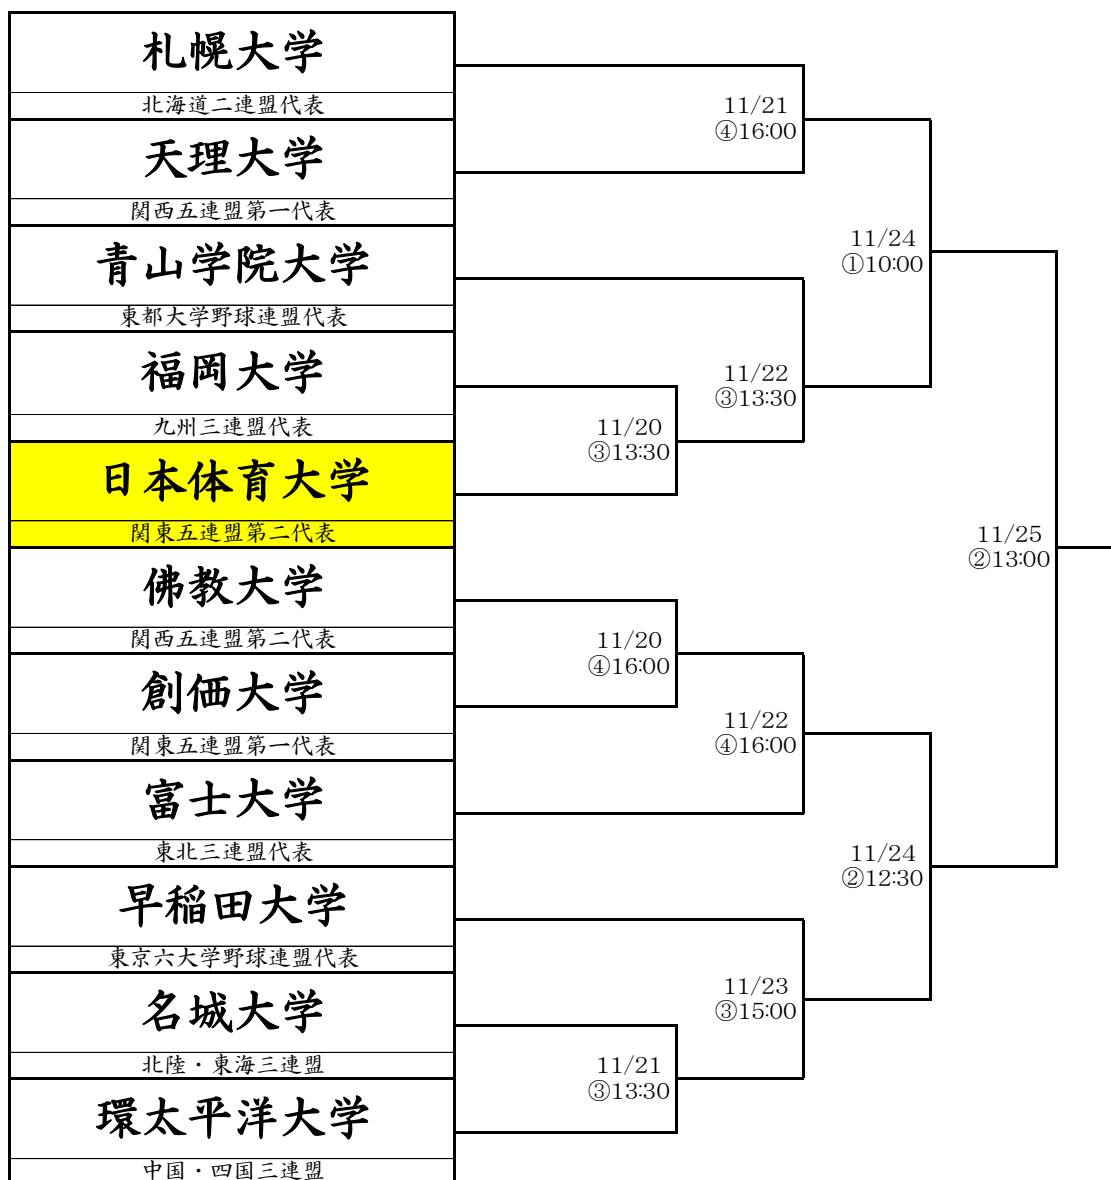 札幌大学
北海道二連盟代表
天理大学
関西五連盟第一代表
青山学院大学
東都大学野球連盟代表
福岡大学
九州三連盟代表
日本体育大学
関東五連盟第二代表
佛教大学
関西五連盟第二代表
創価大学
関東五連盟第一代表
富士大学
東北三連盟代表
早稲田大学
東京六大学野球連盟代表
名城大学
北陸・東海三連盟
環太平洋大学
中国・四国三連盟
11/21
④16:00
11/24
①10:00
11/22
③13:30
11/20
③13:30
11/25
②13:00
11/20
④16:00
11/22
④16:00
11/24
②12:30
11/23
③15:00
11/21
③13:30